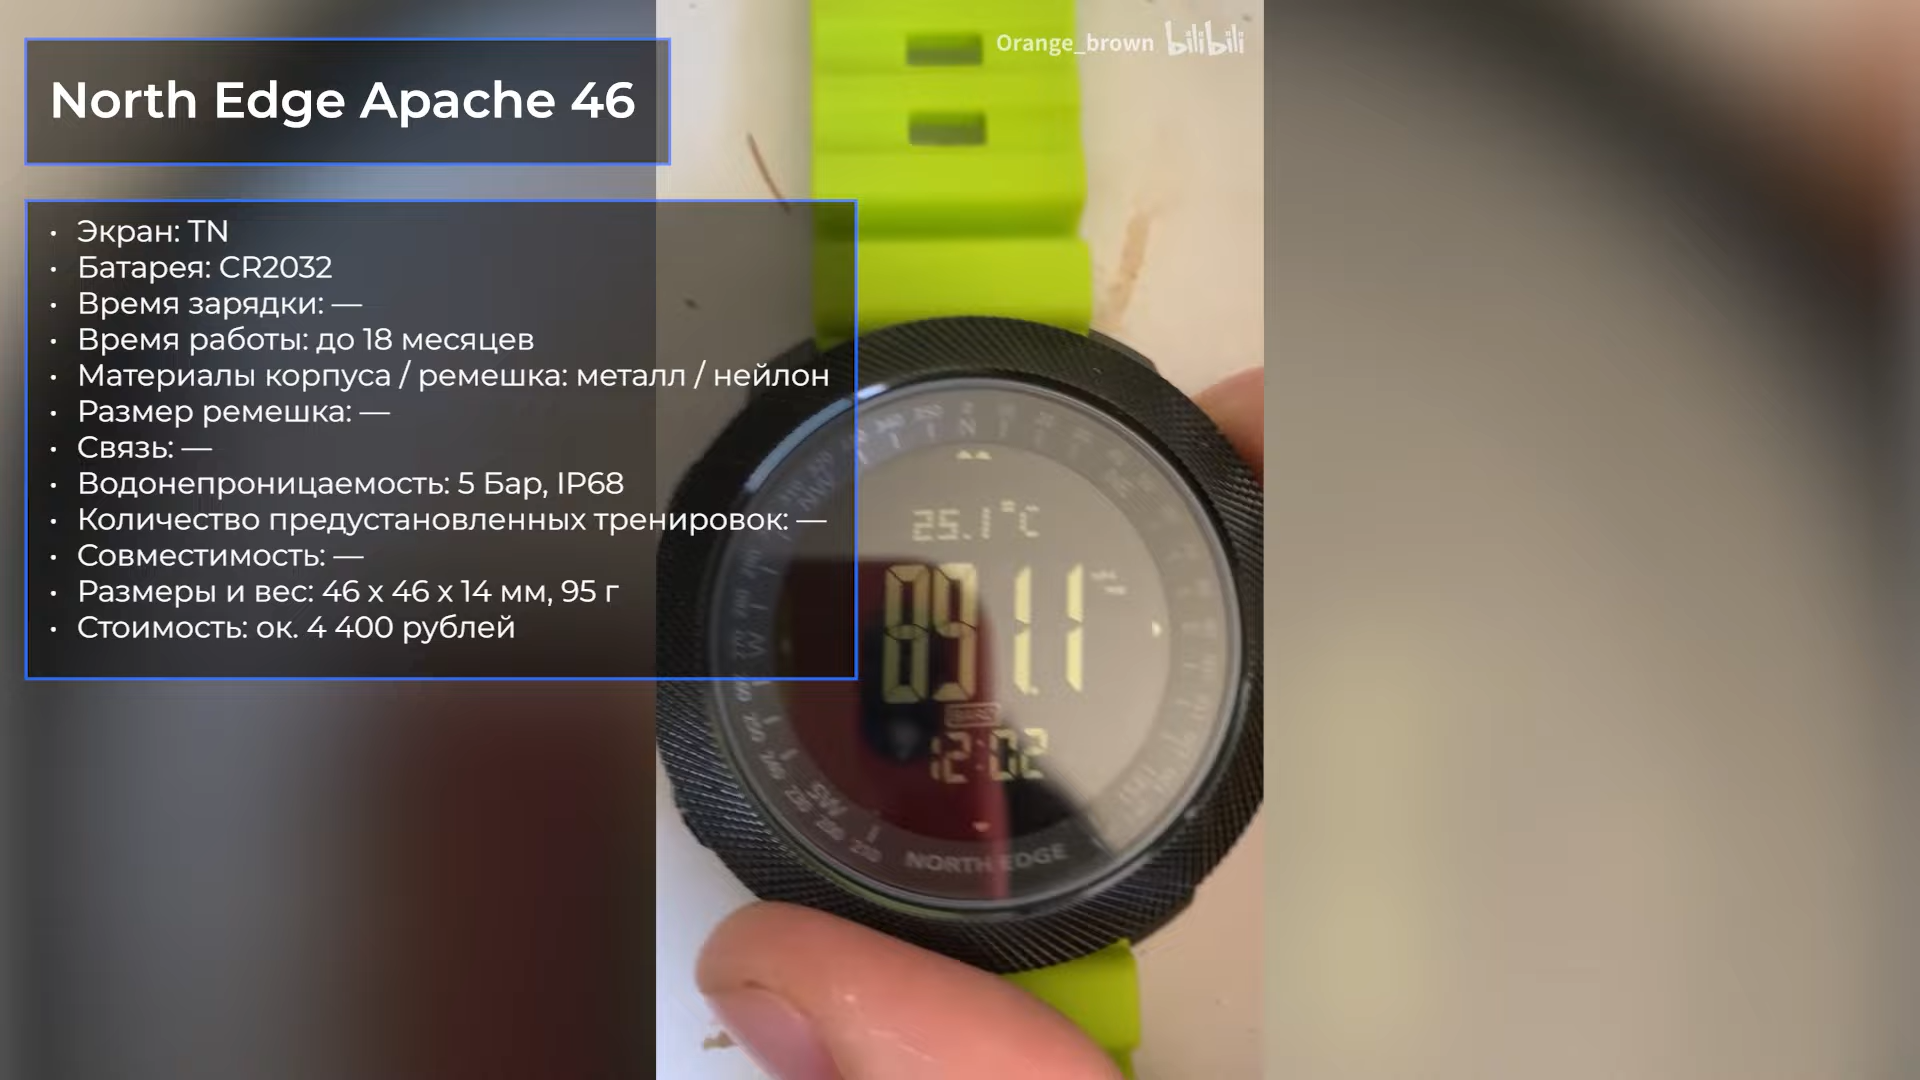 North Edge Apache 46
Orange_brown bilibili
• Экран: TN
• Батарея: CR2032
• Время зарядки: —
• Время работы: до 18 месяцев
• Материалы корпуса / ремешка: металл / нейлон
• Размер ремешка: —
• Связь: —
• Водонепроницаемость: 5 Бар, IP68
• Количество предустановленных тренировок: —
• Совместимость: —
• Размеры и вес: 46 x 46 x 14 мм, 95 г
• Стоимость: ок. 4 400 рублей
N
25.1°C
12:02
SW
210
NORTH EDGE